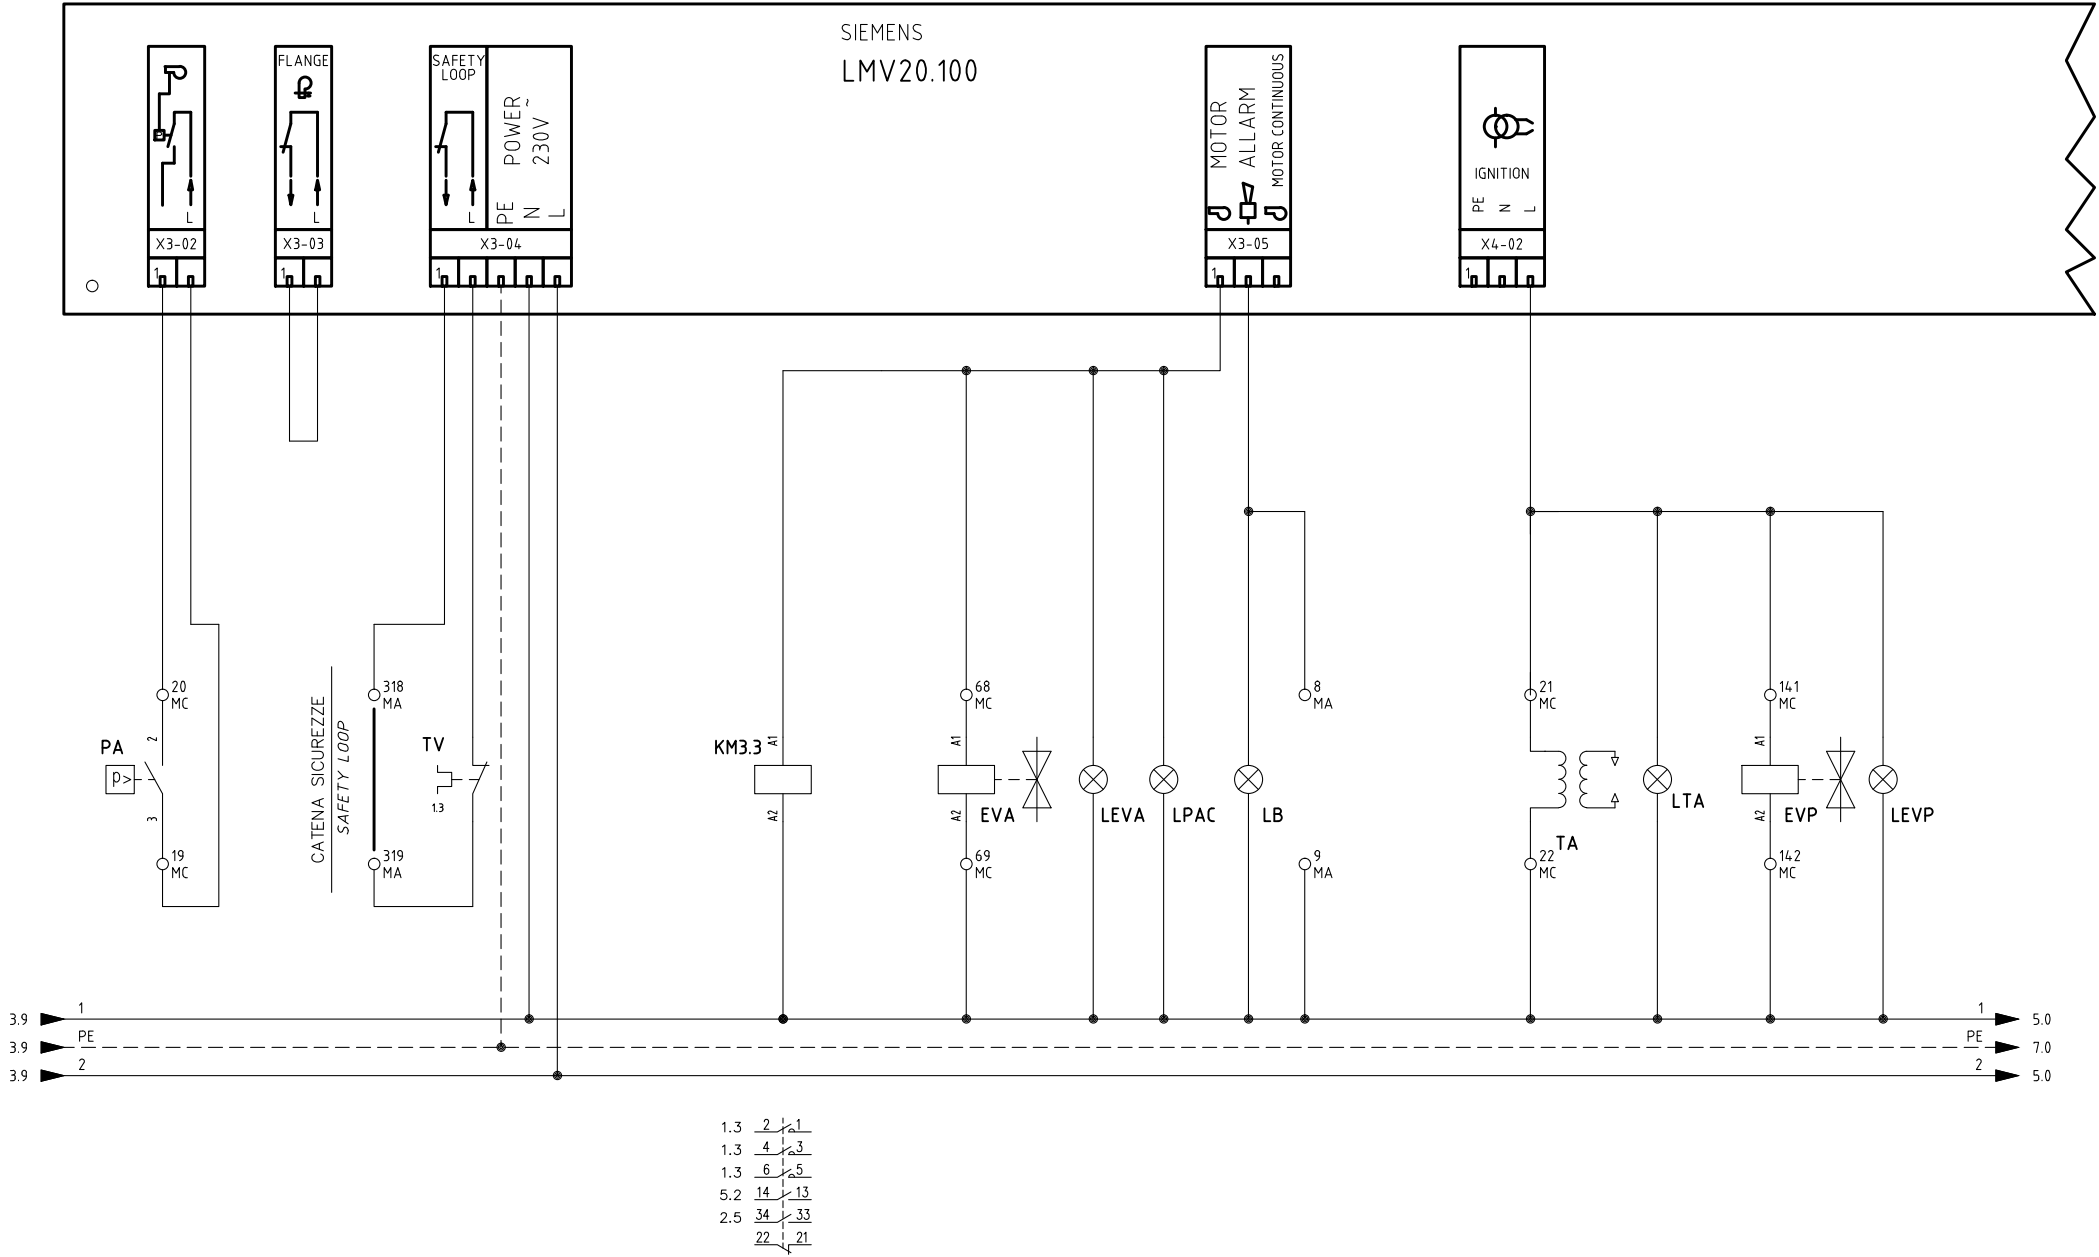 SIEMENS
LMV20.100
L
X3-02
1
FLANGE
L
X3-03
1
SAFETY
LOOP
L
POWER
230V ~
PE
N
L
X3-04
1
MOTOR
ALLARM
MOTOR CONTINUOUS
X3-05
1
IGNITION
PE
N
L
X4-02
1
20
MC
PA
2
p>
3
19
MC
CATENA SICUREZZE
SAFETY LOOP
318
MA
TV
1.3
319
MA
KM3.3
A1
A2
68
MC
A1
A2
EVA
69
MC
LEVA
LPAC
LB
8
MA
9
MA
21
MC
TA
22
MC
LTA
141
MC
A1
A2
EVP
142
MC
LEVP
3.9 1 1 5.0
3.9 PE PE 7.0
3.9 2 2 5.0
1.3 2 1
1.3 4 3
1.3 6 5
5.2 14 13
2.5 34 33
22 21